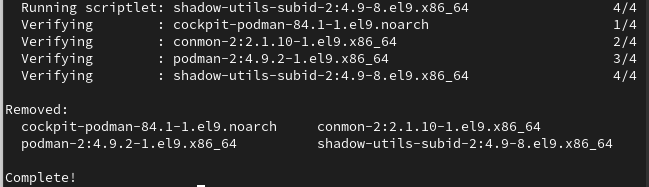 Running scriptlet: shadow-utils-subid-2:4.9-8.el9.x86_64 4/4
Verifying : cockpit-podman-84.1-1.el9.noarch 1/4
Verifying : conmon-2:2.1.10-1.el9.x86_64 2/4
Verifying : podman-2:4.9.2-1.el9.x86_64 3/4
Verifying : shadow-utils-subid-2:4.9-8.el9.x86_64 4/4
Removed:
cockpit-podman-84.1-1.el9.noarch conmon-2:2.1.10-1.el9.x86_64
podman-2:4.9.2-1.el9.x86_64 shadow-utils-subid-2:4.9-8.el9.x86_64
Complete!